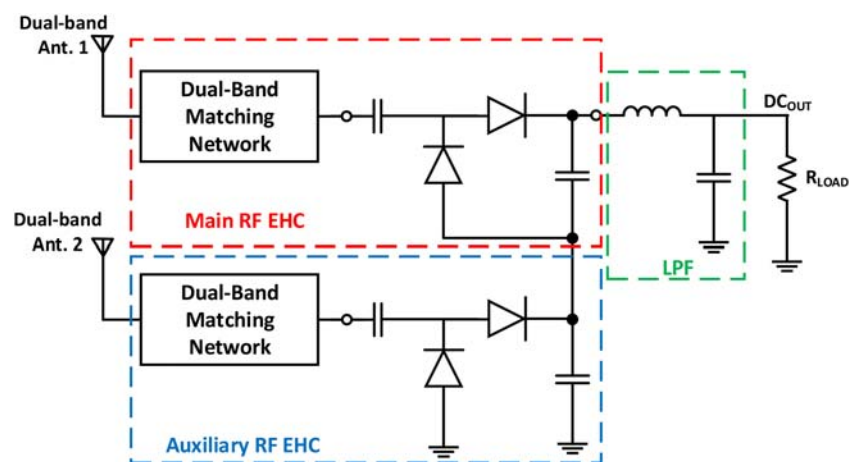 Dual-band
Ant. 1
Dual-Band
Matching
Network
Main RF EHC
DCOUT
RLOAD
LPF
Dual-band
Ant. 2
Dual-Band
Matching
Network
Auxiliary RF EHC